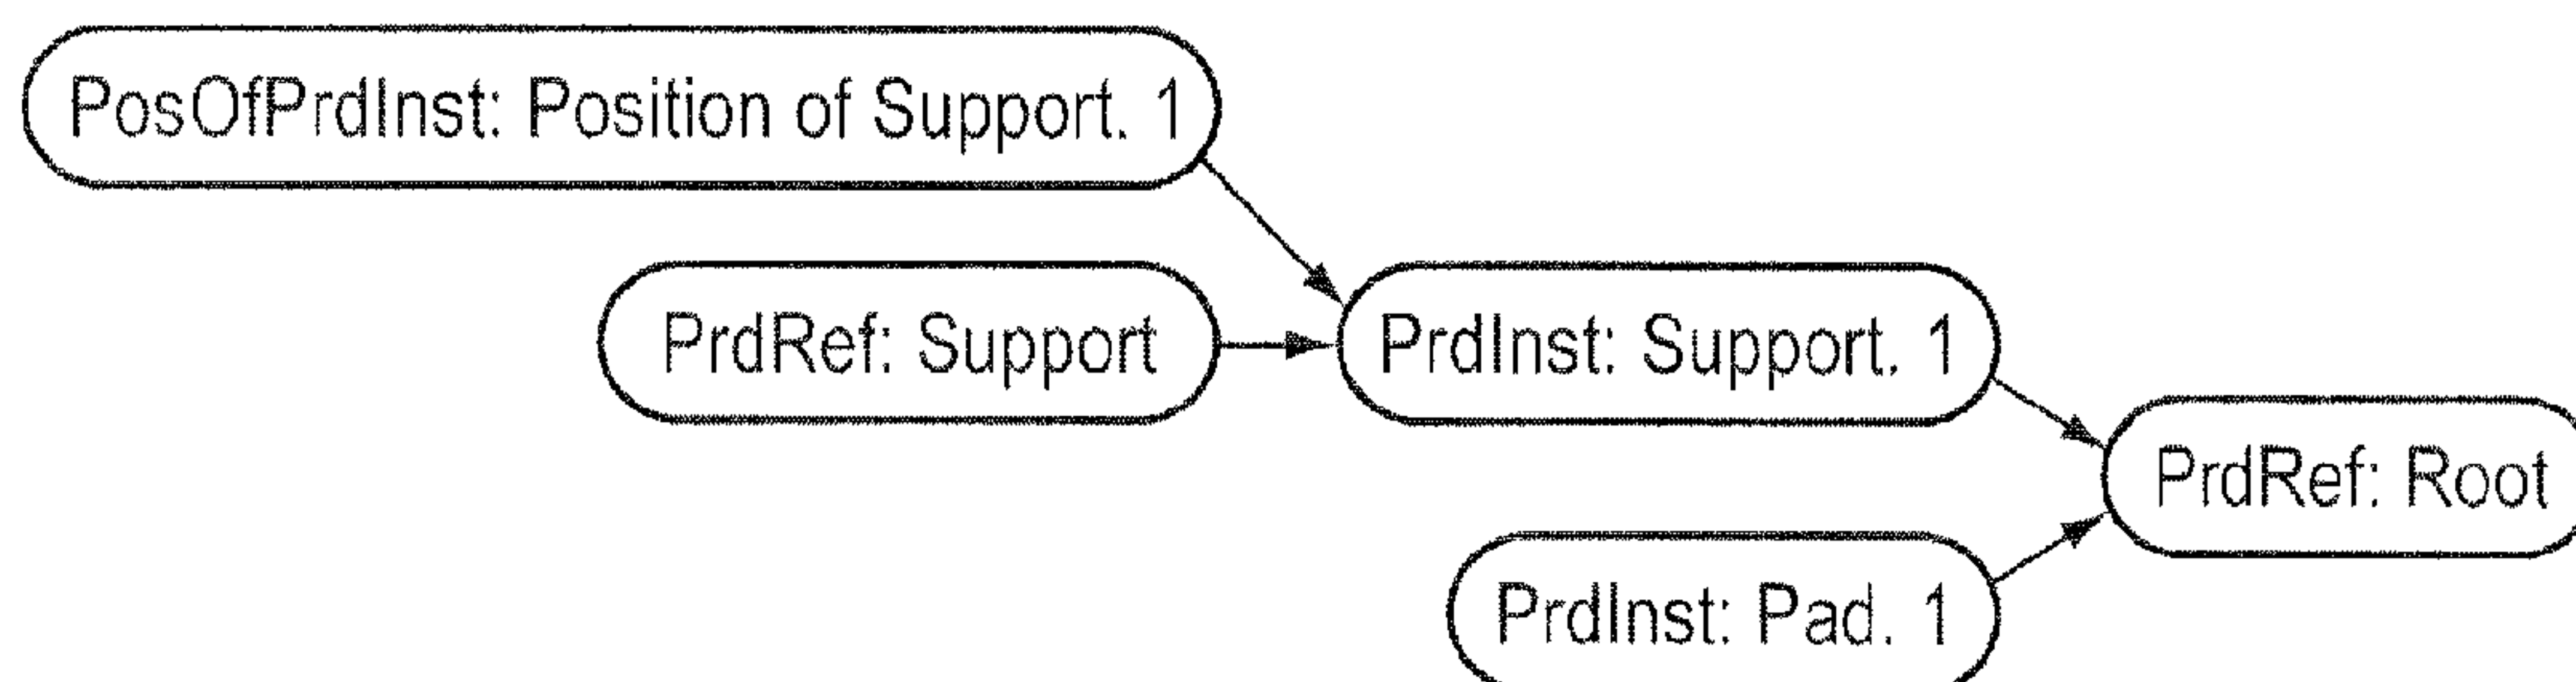 PosOfPrdInst: Position of Support. 1
PrdRef: Support
PrdInst: Support. 1
PrdRef: Root
PrdInst: Pad. 1